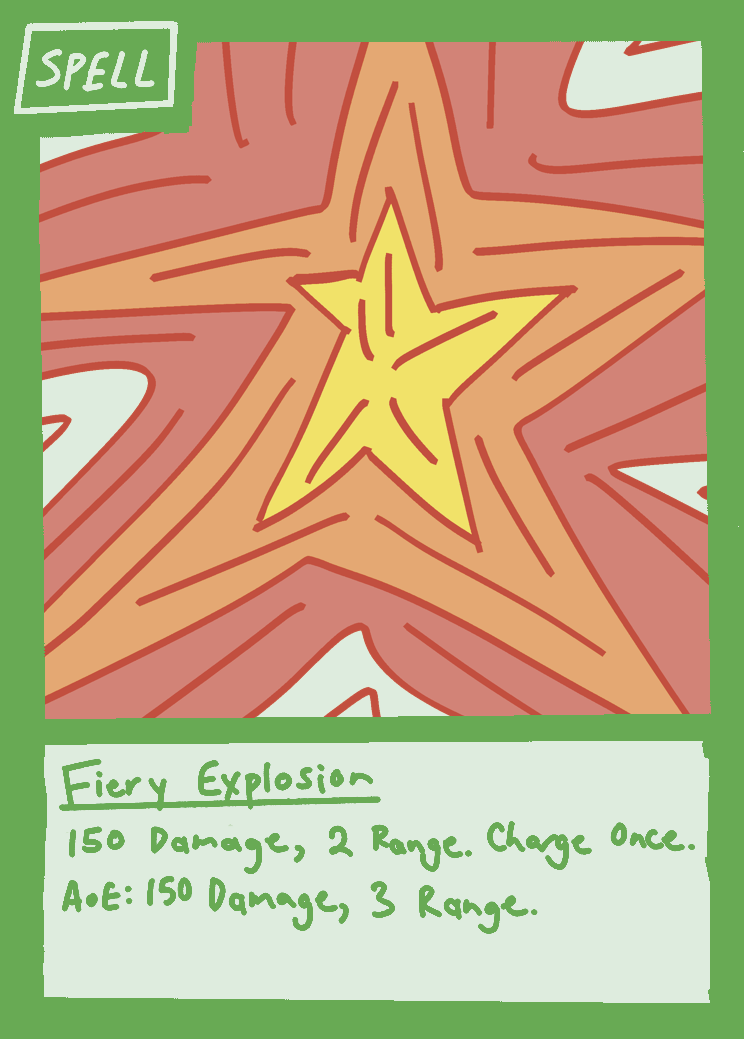 SPELL
Fiery Explosion
150 Damage, 2 Range. Charge Once.
AoE: 150 Damage, 3 Range.